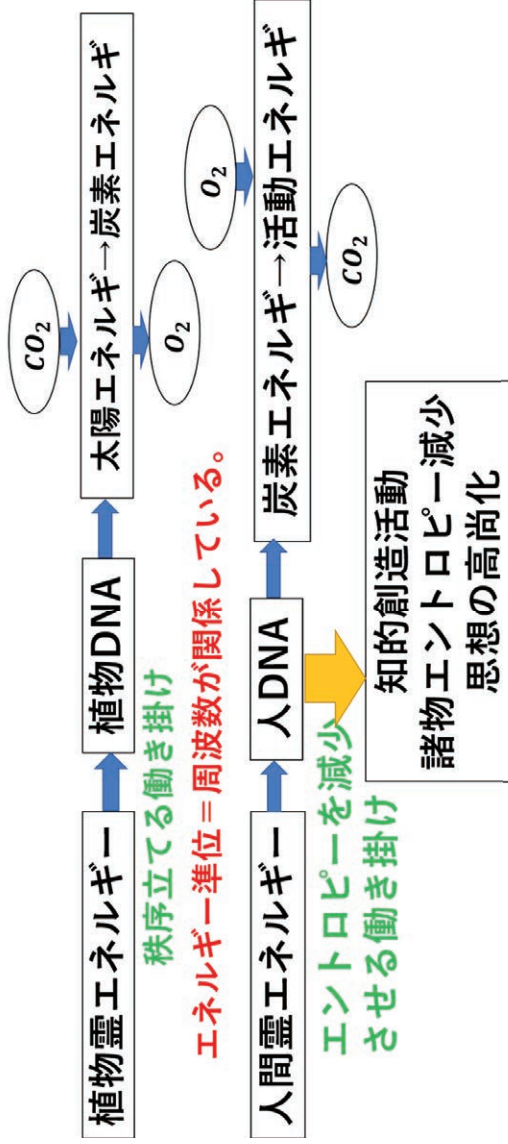 CO₂
植物霊エネルギー
植物DNA
太陽エネルギ→炭素エネルギ
秩序立てる働き掛け
O₂
エネルギー準位=周波数が関係している。
O₂
人間霊エネルギー
人DNA
炭素エネルギ→活動エネルギ
エントロピーを減少
させる働き掛け
CO₂
知的創造活動
諸物エントロピー減少
思想の高尚化